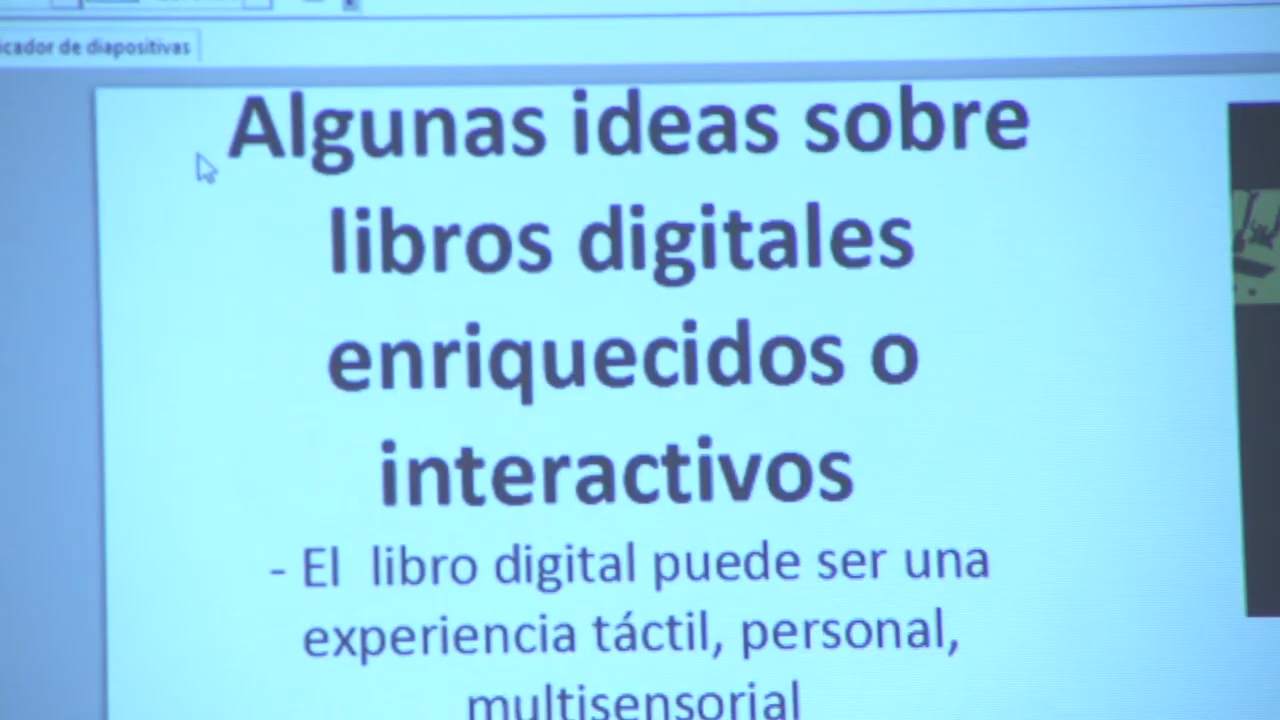 de diapositivas
Algunas ideas sobre
libros digitales
enriquecidos o
interactivos
- El libro digital puede ser una
experiencia táctil, personal,
multisensorial